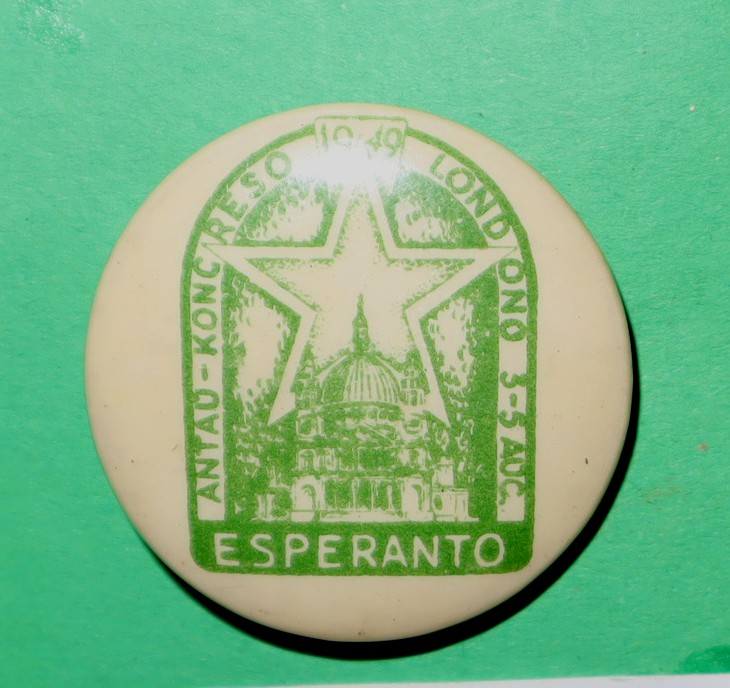 1949
ANTAU-KONGRESO LONDONO 3-5 AUG.
ESPERANTO